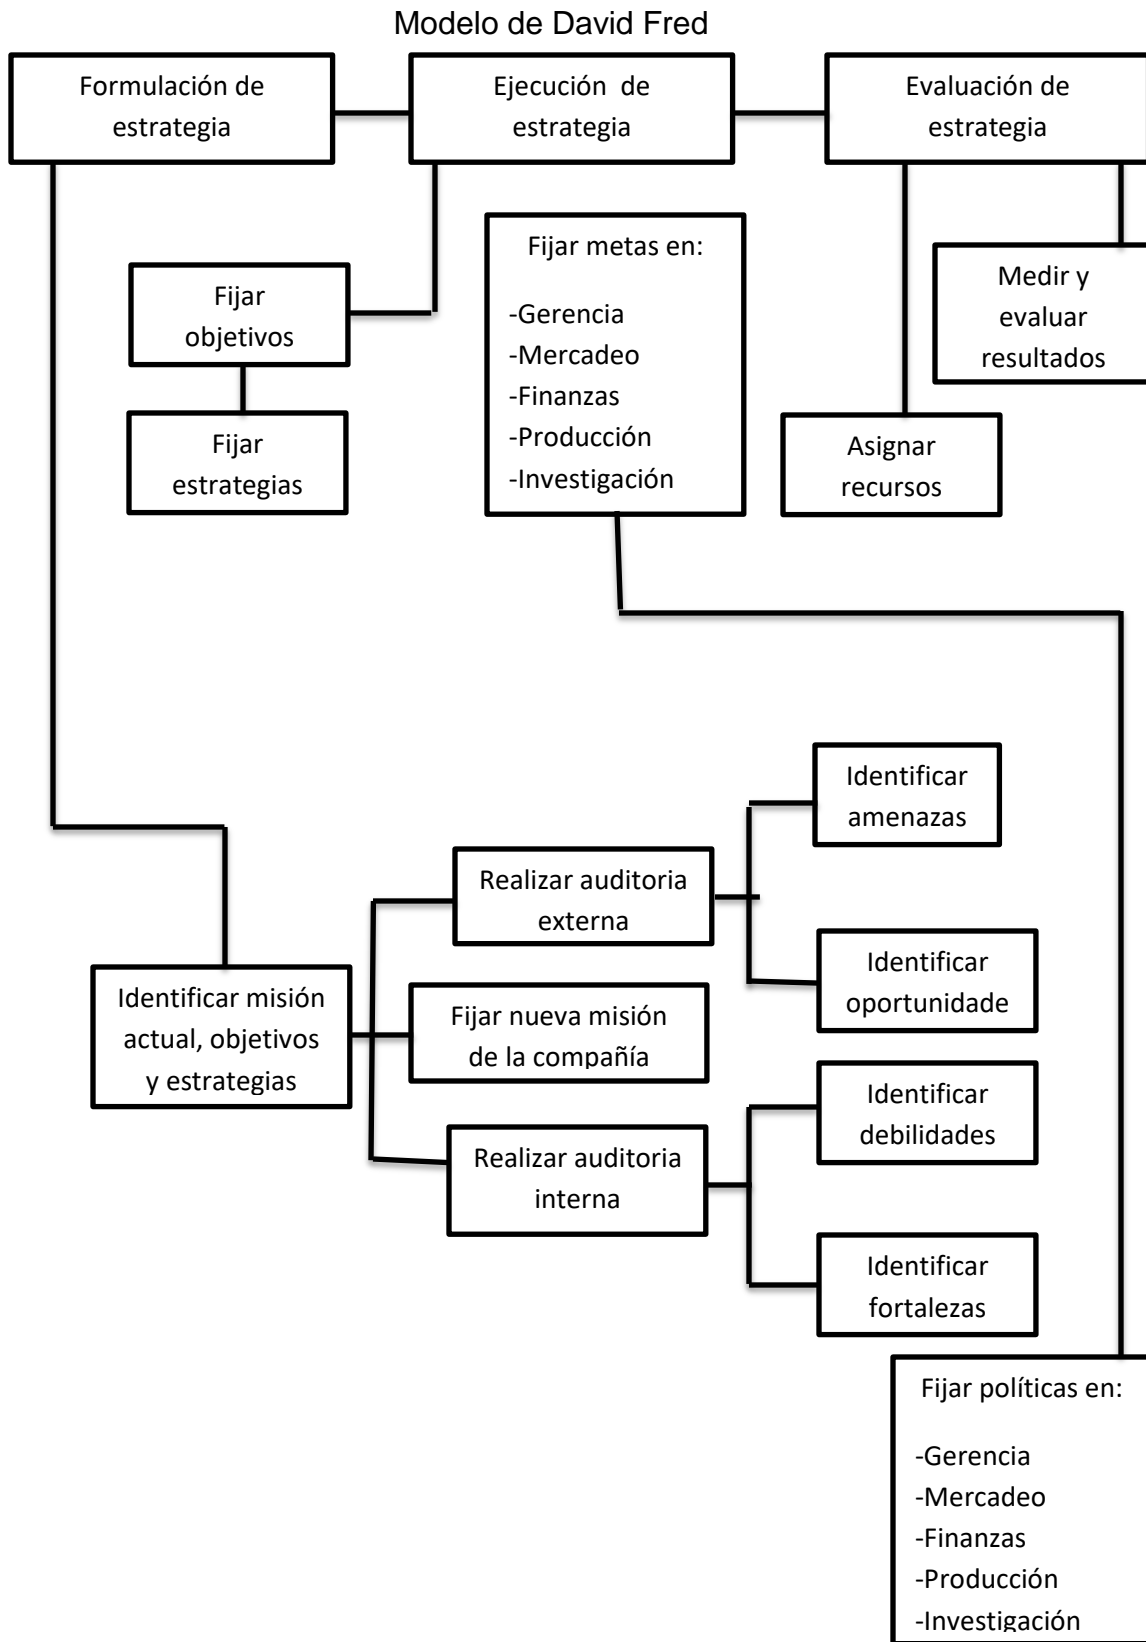 Modelo de David Fred
Formulación de
estrategia
Ejecución de
estrategia
Evaluación de
estrategia
Fijar
objetivos
Fijar
estrategias
Fijar metas en:
-Gerencia
-Mercadeo
-Finanzas
-Producción
-Investigación
Medir y
evaluar
resultados
Asignar
recursos
Identificar misión
actual, objetivos
y estrategias
Realizar auditoria
externa
Fijar nueva misión
de la compañía
Realizar auditoria
interna
Identificar
amenazas
Identificar
oportunidade
Identificar
debilidades
Identificar
fortalezas
Fijar políticas en:
-Gerencia
-Mercadeo
-Finanzas
-Producción
-Investigación